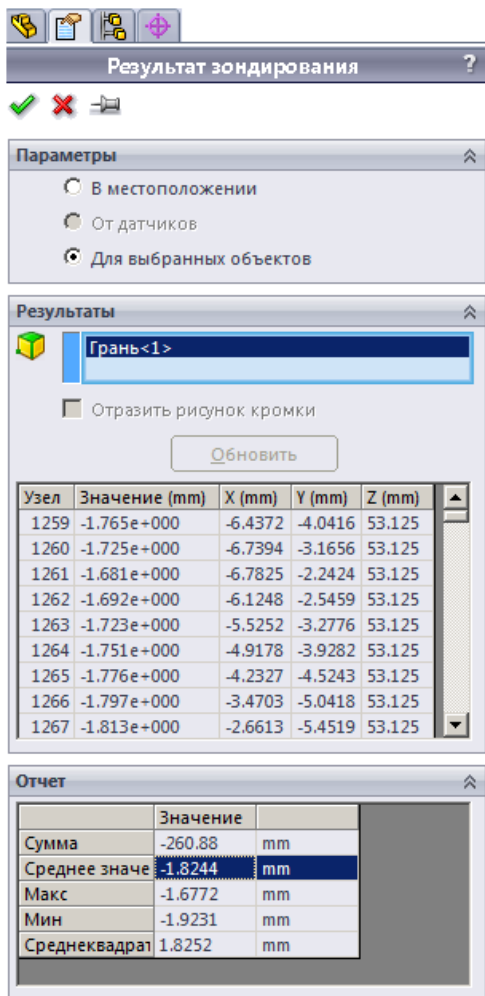 Результат зондирования ?
Параметры
В местоположении
От датчиков
Для выбранных объектов
Результаты
Грань<1>
Отразить рисунок кромки
Обновить
Узел Значение (mm) X (mm) Y (mm) Z (mm)
1259 -1.765e+000 -6.4372 -4.0416 53.125
1260 -1.725e+000 -6.7394 -3.1656 53.125
1261 -1.681e+000 -6.7825 -2.2424 53.125
1262 -1.692e+000 -6.1248 -2.5459 53.125
1263 -1.723e+000 -5.5252 -3.2776 53.125
1264 -1.751e+000 -4.9178 -3.9282 53.125
1265 -1.776e+000 -4.2327 -4.5243 53.125
1266 -1.797e+000 -3.4703 -5.0418 53.125
1267 -1.813e+000 -2.6613 -5.4519 53.125
Отчет
Значение
Сумма -260.88 mm
Среднее значе -1.8244 mm
Макс -1.6772 mm
Мин -1.9231 mm
Среднеквадрат 1.8252 mm